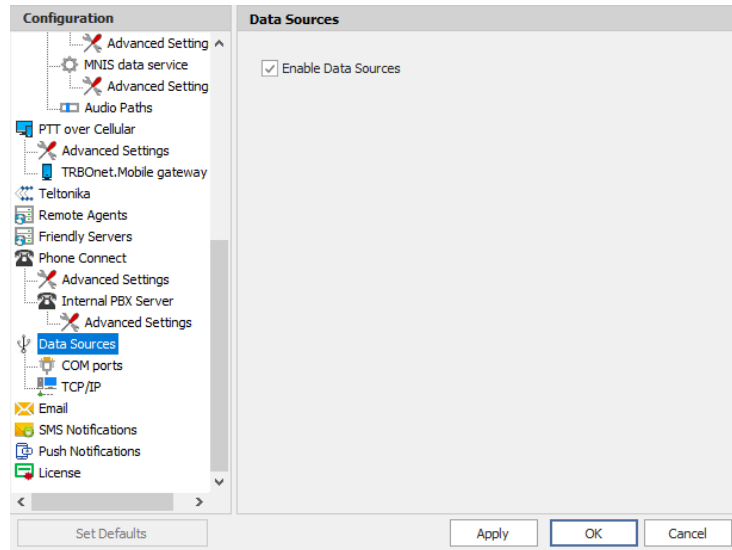 Configuration
Advanced Setting
MNIS data service
Advanced Setting
Audio Paths
PTT over Cellular
Advanced Settings
TRBOnet.Mobile gateway
Teltonika
Remote Agents
Friendly Servers
Phone Connect
Advanced Settings
Internal PBX Server
Advanced Settings
Data Sources
COM ports
TCP/IP
Email
SMS Notifications
Push Notifications
License
Set Defaults
Data Sources
Enable Data Sources
Apply
OK
Cancel